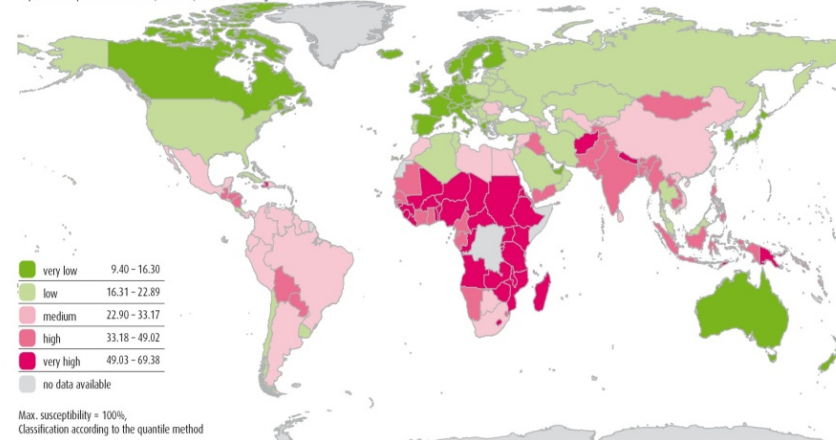 very low 9.40 – 16.30
low 16.31 – 22.89
medium 22.90 – 33.17
high 33.18 – 49.02
very high 49.03 – 69.38
no data available
Max. susceptibility = 100%,
Classification according to the quantile method